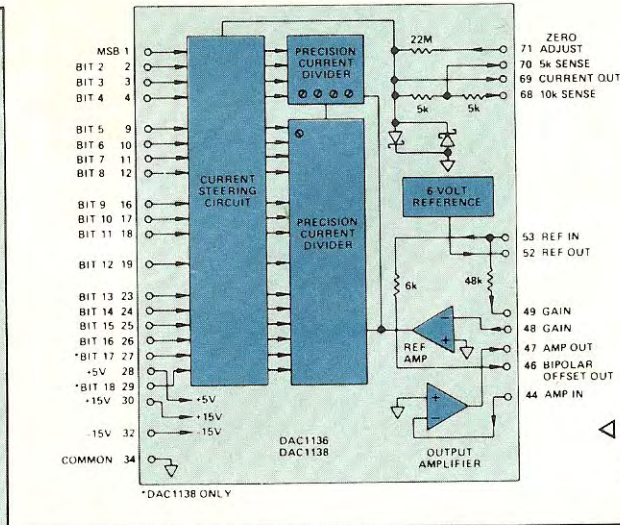 MSB 1
BIT 2 2
BIT 3 3
BIT 4 4
BIT 5 9
BIT 6 10
BIT 7 11
BIT 8 12
BIT 9 16
BIT 10 17
BIT 11 18
BIT 12 19
BIT 13 23
BIT 14 24
BIT 15 25
BIT 16 26
*BIT 17 27
+5V 28
*BIT 18 29
+15V 30
-15V 32
COMMON 34
+5V
+15V
-15V
CURRENT
STEERING
CIRCUIT
PRECISION
CURRENT
DIVIDER
PRECISION
CURRENT
DIVIDER
22M
5k
5k
6 VOLT
REFERENCE
6k
48k
REF
AMP
-
+
+
-
OUTPUT
AMPLIFIER
DAC1136
DAC1138
ZERO
71 ADJUST
70 5k SENSE
69 CURRENT OUT
68 10k SENSE
53 REF IN
52 REF OUT
49 GAIN
48 GAIN
47 AMP OUT
46 BIPOLAR
OFFSET OUT
44 AMP IN
*DAC1138 ONLY